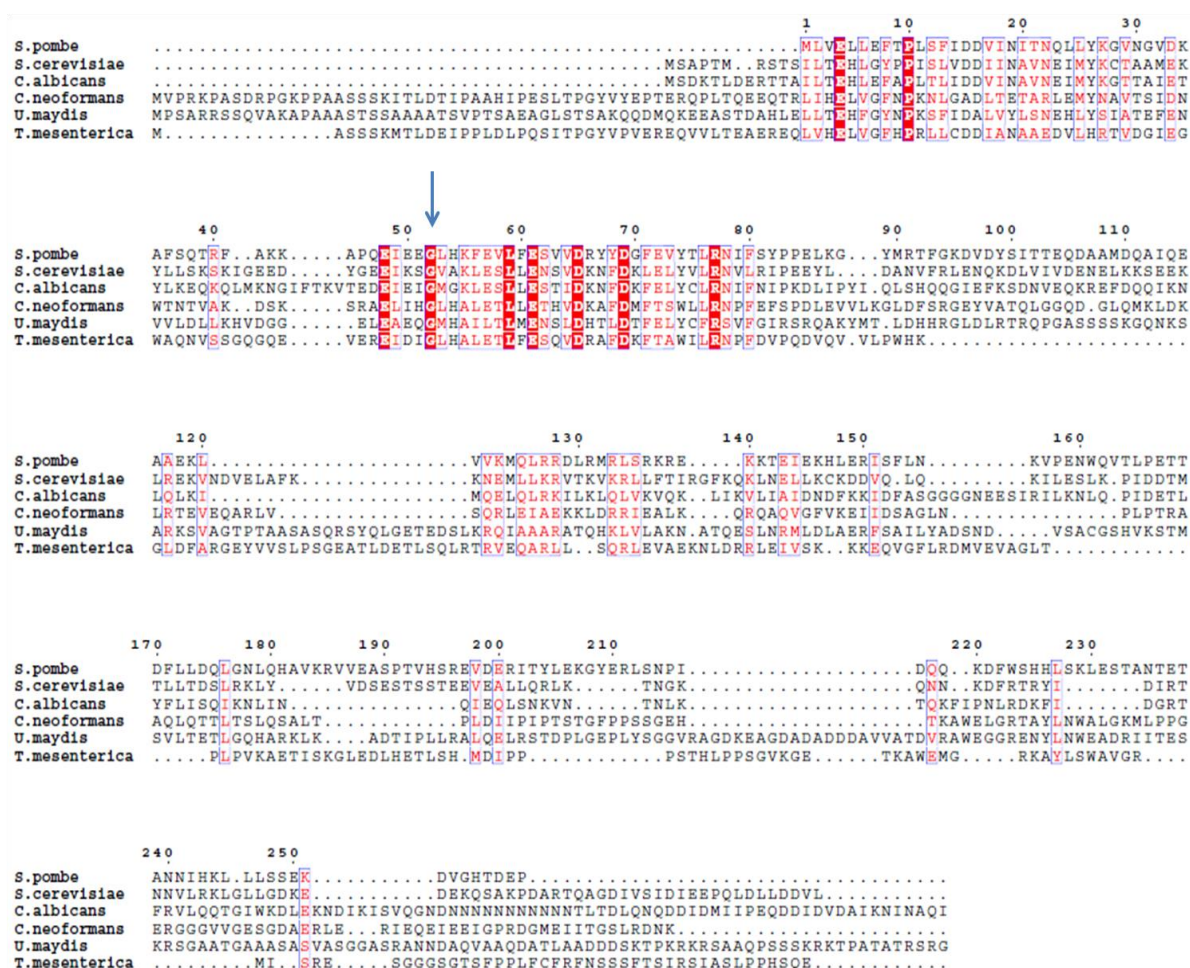 1 10 20 30
S.pombe ........................................................MLVELLEFTPLSFIDDVINITNQLLYKGVNGVDK
S.cerevisiae .............................................MSAPTM.RSTSILTEHLGYPPISLVDDIINAVNEIMYKCTAAMEK
C.albicans .............................................MSDKTLDERTTAILTEHLEFAPLTLIDDIINAVNEIMYKGTTAIET
C.neoformans MVPRKPASDRPGKPPAASSSKITLDTIPAAHIPESLTPGYVYEPTERQPLTQEEQTRLIHELVGFNPKNLGADLTETARLEMYNAVTSIDN
U.maydis MPSARRSSQVAKAPAAASTSSAAAATSVPTSAEAGLSTSAKQQDMQKEEASTDAHLELLTEHFGYNPKSFIDALVYLSNEHLYSIATEFEN
T.mesenterica M................ASSSKMTLDEIPPLDLPQSITPGYVPVEREQVVLTEAEREQLVHELVGFHPRLLCDDIANAAEDVLHRTVDGIEG
40 50 60 70 80 90 100 110
S.pombe AFSQTRF..AKK.....APQEIEEGLHKFEVLFESVVDRYYDGFEVYTLRNIFSYPPELKG...YMRTFGKDVDYSITTEQDAAMDQAIQE
S.cerevisiae YLLSKSKIGEED.....YGEEIKSGVAKLESLLENSVDKNFDKLELYVLRNVLRIPEEYL....DANVFRLENQKDLVIVDENELKKSEEK
C.albicans YLKEQKQLMKNGIFTKVTEDEIEIGMGKLESLLESTIDKNFDKFELYCLRNIFNIPKDLIPYI.QLSHQQGIEFKSDNVEQKREFDQQIKN
C.neoformans WTNTVAK.DSK......SRAELIHGLHALETLLETHVDKAFDMFTSWLLRNPFEFSPDLEVVLKGLDFSRGEYVATQLGGQD.GLQMKLDK
U.maydis VVLDLLKHVDGG.....ELEAEQGMHAILTLMENSLDHTLDTFELYCFRSVFGIRSRQAKYMT.LDHHRGLDLRTRQPGASSSSKGQNKS
T.mesenterica WAQNVSSGQGQE.....VEREIDIGLHALETLFESQVDRAFDKFTAWILRNPFDVPQDVQV.VLPWHK.......................
120 130 140 150 160
S.pombe AAEKL........................VVKMQLRRDLRMRLSRKRE....KKTEIEKHLERISFLN.........KVPENWQVTLPETT
S.cerevisiae LREKVNDVELAFK................KNEMLLKRVTKVKRLLFTIRGFKQKLNELLKCKDDVQ.LQ.........KILESLK.PIDDTM
C.albicans LQLKI........................MQELQLRKILKLQLVKVQK..LIKVLIAIDNDFKKIDFASGGGGNEESIRILKNLQ.PIDETL
C.neoformans LRTEVEQARLV..................SQRLEIAEKKLDRRIEALK...QRQAQVGFVKEIIDSAGLN............PLPTRA
U.maydis ARKSVAGTPTAASASQRSYQLGETEDSLKRQIAAARATQHKLVLAKN.ATQESLNRMLDLAERFSAILYADSND.....VSACGSHVKSTM
T.mesenterica GLDFARGEYVVSLPSGEATLDETLSQLRTRVEQARLL..SQRLEVAEKNLDRRLEIVSK..KKEQVGFLRDMVEVAGLT............
170 180 190 200 210 220 230
S.pombe DFLLDQLGNLQHAVKRVVEASPTVHSREVDERITYLEKGYERLSNPI....................DQQ..KDFWSHHLSKLESTANTET
S.cerevisiae TLLTDSLRKLY.....VDSESTSSTEEVEALLQRLK.....TNGK......................QNN..KDFRTRYI.....DIRT
C.albicans YFLISQIKNLIN............QIEQLSNKVN.....TNGK........................TQKFIPNLRDKFI.....DGRT
C.neoformans AQLQTTLTSLQSALT.........PLDIIPIPTSTGFPPSSGEH.......................TKAWELGRTAYLNWALGKMLPPG
U.maydis SVLTETLGQHARKLK...ADTIPLLRALQELRSTDPLGEPLYSGGVRAGDKEAGDADADDDAVVATDVRAWEGGRENYLNWEADRIITES
T.mesenterica .....PLPVKAETISKGLEDLHETLSH.MDIPP............PSTHLPPSGVKGE.......TKAWEMG....RKAYLSWAVGR....
240 250
S.pombe ANNIHKL.LLSSEK...........DVGHTDEP.............................
S.cerevisiae NNVLRKLGLLGDKE...........DEKQSAKPDARTQAGDIVSIDIEEPQLDLLDDVL...........
C.albicans FRVLQQTGIWKDLEKNDIKISVQGNDNNNNNNNNNNNTLTDLQNQDDIDMIIPEQDDIDVDAIKNINAQI
C.neoformans ERGGGVVGESGDAERLE...RIEQEIEEIGPRDGMEIITGSLRDNK........................
U.maydis KRSGAATGAAASASVASGGASRANNDAQVAAQDATLAADDDSKTPKRKRSAAQPSSSKRKTPATATRSRG
T.mesenterica .........MI..SRE.....SGGGSGTSFPPLFCFRFNSSSFTSIRSIASLPPHSQE............